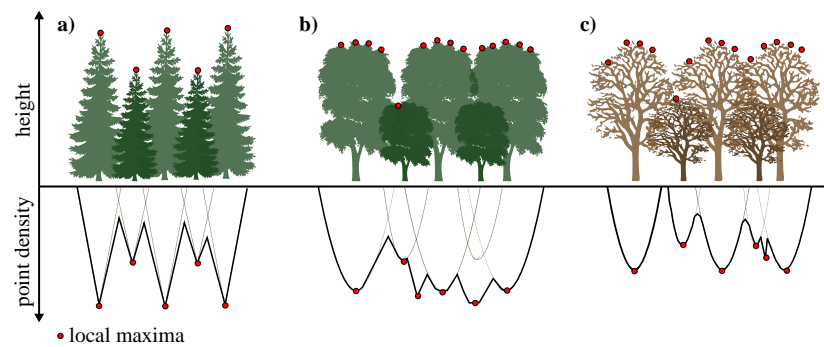 a)
b)
c)
height
point density
local maxima